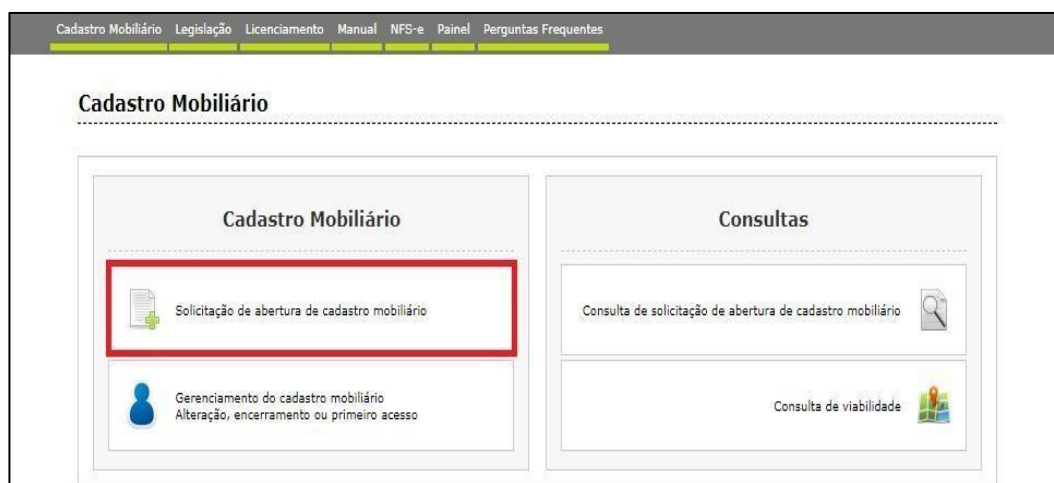 Cadastro Mobiliário Legislação Licenciamento Manual NFS-e Painel Perguntas Frequentes
Cadastro Mobiliário
Cadastro Mobiliário
Solicitação de abertura de cadastro mobiliário
Gerenciamento do cadastro mobiliário
Alteração, encerramento ou primeiro acesso
Consultas
Consulta de solicitação de abertura de cadastro mobiliário
Consulta de viabilidade